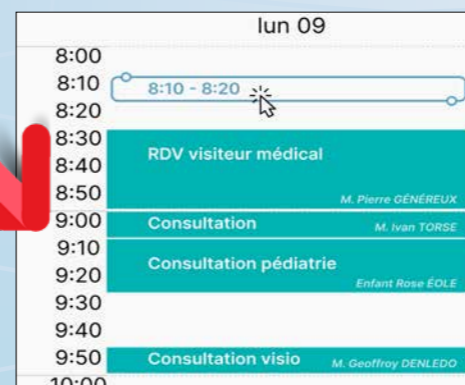 lun 09
8:00
8:10
8:10 - 8:20
8:20
8:30
RDV visiteur médical
8:40
8:50
M. Pierre GÉNÉREUX
9:00
Consultation M. Ivan TORSE
9:10
Consultation pédiatrie
9:20
Enfant Rose ÉOLE
9:30
9:40
9:50
Consultation visio M. Geoffroy DENLEDO
10:00